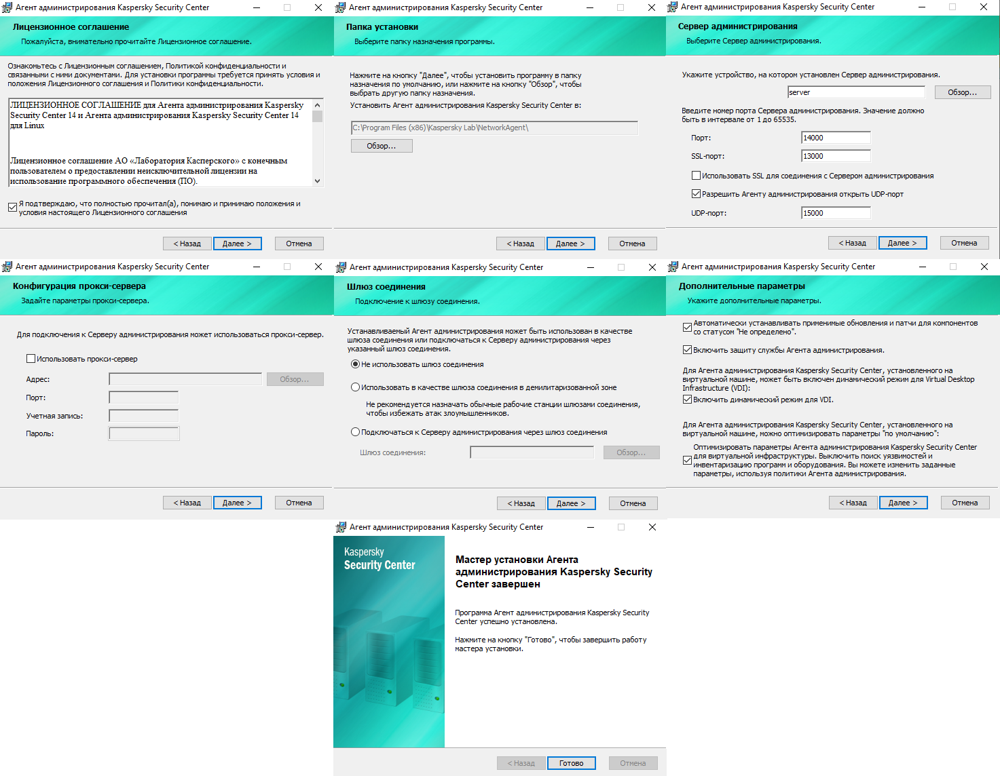 Агент администрирования Kaspersky Security Center
Лицензионное соглашение
Пожалуйста, внимательно прочитайте Лицензионное соглашение.
Ознакомьтесь с Лицензионным соглашением, Политикой конфиденциальности и
связанными с ними документами. Для установки программы требуется принять условия и
положения Лицензионного соглашения и Политики конфиденциальности.
ЛИЦЕНЗИОННОЕ СОГЛАШЕНИЕ для Агента администрирования Kaspersky
Security Center 14 и Агента администрирования Kaspersky Security Center 14
для Linux
Лицензионное соглашение АО «Лаборатория Касперского» с конечным
пользователем о предоставлении неисключительной лицензии на
использование программного обеспечения (ПО).
Я подтверждаю, что полностью прочитал(а), понимаю и принимаю положения и
условия настоящего Лицензионного соглашения
< Назад
Далее >
Отмена
Агент администрирования Kaspersky Security Center
Папка установки
Выберите папку назначения программы.
Нажмите на кнопку "Далее", чтобы установить программу в папку
назначения по умолчанию, или нажмите на кнопку "Обзор", чтобы
выбрать другую папку назначения.
Установить Агент администрирования Kaspersky Security Center в:
C:\Program Files (x86)\Kaspersky Lab\NetworkAgent\
Обзор...
< Назад
Далее >
Отмена
Агент администрирования Kaspersky Security Center
Сервер администрирования
Выберите Сервер администрирования.
Укажите устройство, на котором установлен Сервер администрирования.
server
Обзор...
Введите номер порта Сервера администрирования. Значение должно
быть в интервале от 1 до 65535.
Порт:
14000
SSL-порт:
13000
Использовать SSL для соединения с Сервером администрирования
Разрешить Агенту администрирования открыть UDP-порт
UDP-порт:
15000
< Назад
Далее >
Отмена
Агент администрирования Kaspersky Security Center
Конфигурация прокси-сервера
Задайте параметры прокси-сервера.
Для подключения к Серверу администрирования может использоваться прокси-сервер.
Использовать прокси-сервер
Адрес:
Обзор...
Порт:
Учетная запись:
Пароль:
< Назад
Далее >
Отмена
Агент администрирования Kaspersky Security Center
Шлюз соединения
Подключение к шлюзу соединения.
Устанавливаемый Агент администрирования может быть использован в качестве
шлюза соединения или подключаться к Серверу администрирования через
указанный шлюз соединения.
Не использовать шлюз соединения
Использовать в качестве шлюза соединения в демилитаризованной зоне
Не рекомендуется назначать обычные рабочие станции шлюзами соединения,
чтобы избежать атак злоумышленников.
Подключаться к Серверу администрирования через шлюз соединения
Шлюз соединения:
Обзор...
< Назад
Далее >
Отмена
Агент администрирования Kaspersky Security Center
Дополнительные параметры
Укажите дополнительные параметры.
Автоматически устанавливать применимые обновления и патчи для компонентов
со статусом "Не определено".
Включить защиту службы Агента администрирования.
Для Агента администрирования Kaspersky Security Center, установленного на
виртуальной машине, может быть включен динамический режим для Virtual Desktop
Infrastructure (VDI):
Включить динамический режим для VDI.
Для Агента администрирования Kaspersky Security Center, установленного на
виртуальной машине, можно оптимизировать параметры "по умолчанию":
Оптимизировать параметры Агента администрирования Kaspersky Security Center
для виртуальной инфраструктуры. Выключить поиск уязвимостей и
инвентаризацию программ и оборудования. Вы можете изменить заданные
параметры, используя политики Агента администрирования.
< Назад
Далее >
Отмена
Агент администрирования Kaspersky Security Center
Kaspersky
Security Center
Мастер установки Агента
администрирования Kaspersky Security
Center завершен
Программа Агент администрирования Kaspersky Security
Center успешно установлена.
Нажмите на кнопку "Готово", чтобы завершить работу
мастера установки.
< Назад
Готово
Отмена